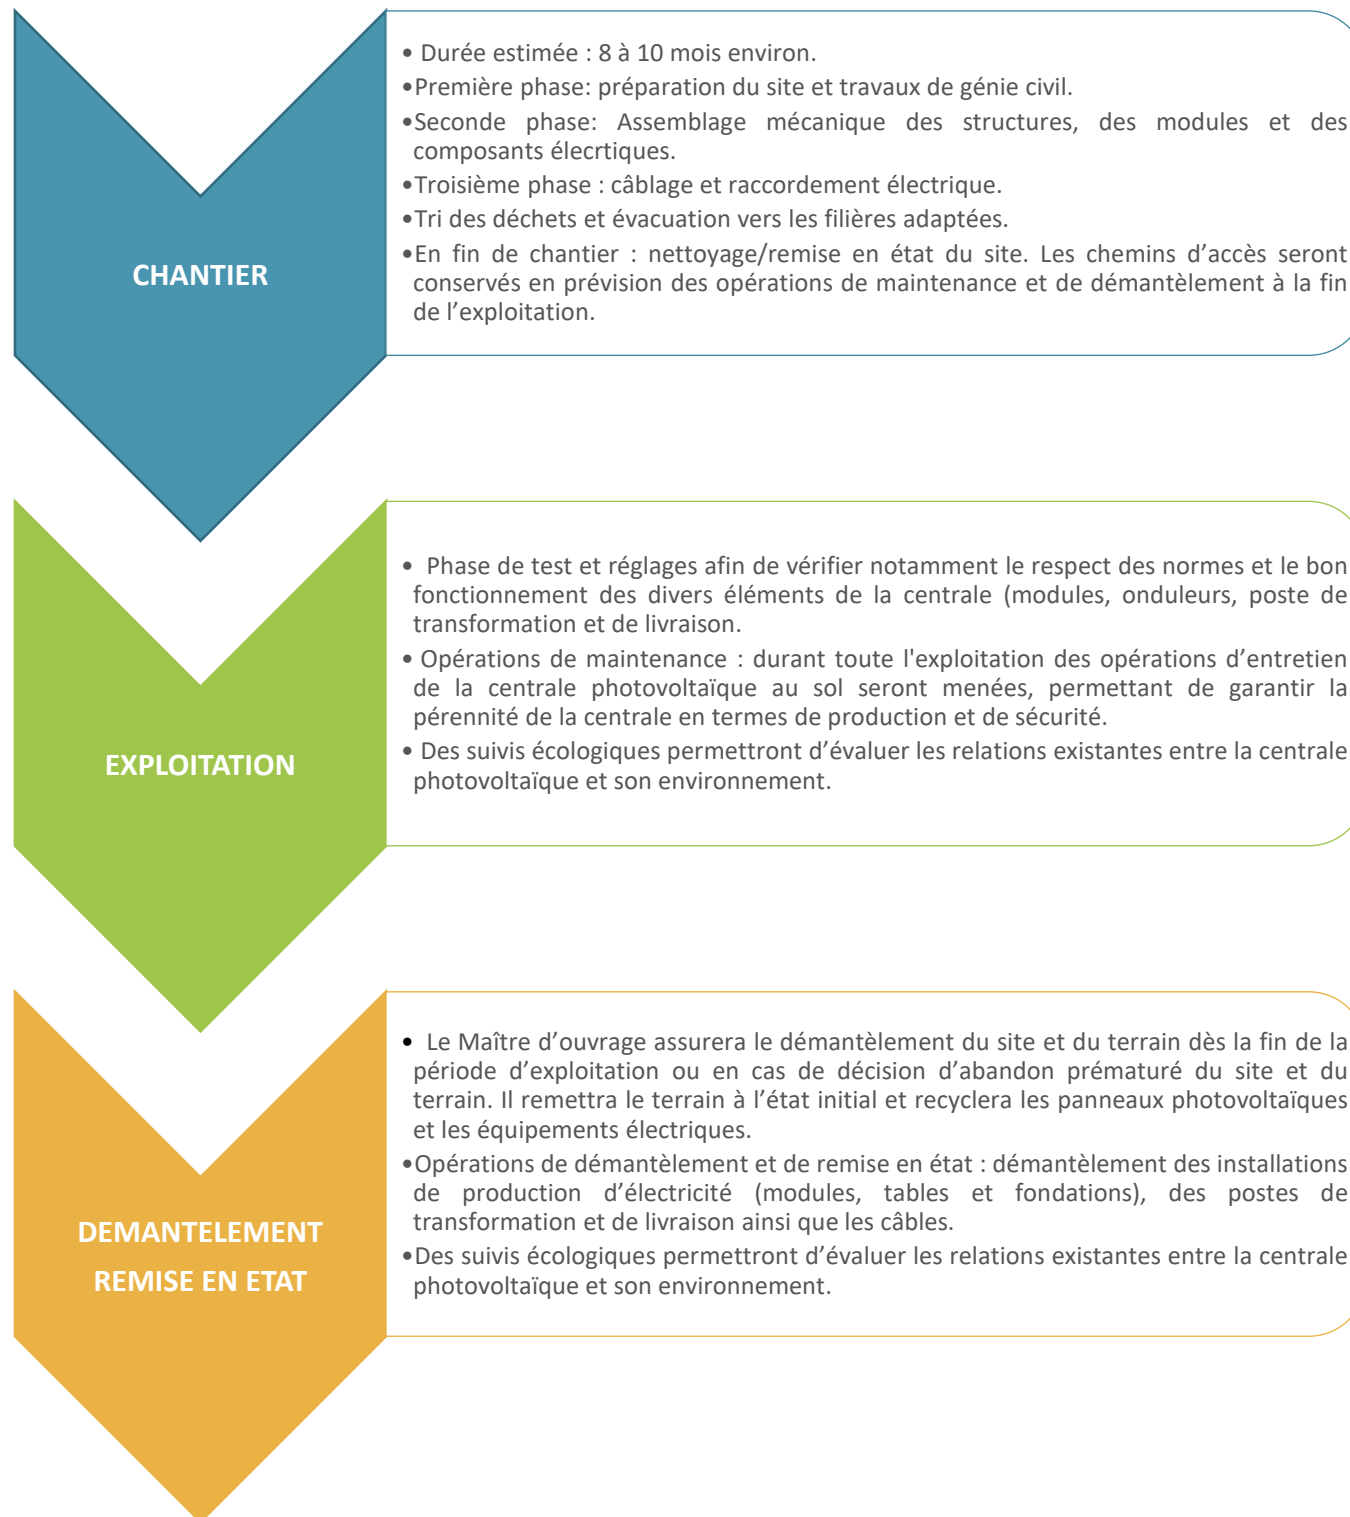 CHANTIER
• Durée estimée : 8 à 10 mois environ.
•Première phase: préparation du site et travaux de génie civil.
•Seconde phase: Assemblage mécanique des structures, des modules et des
composants élecrtiques.
•Troisième phase : câblage et raccordement électrique.
•Tri des déchets et évacuation vers les filières adaptées.
•En fin de chantier : nettoyage/remise en état du site. Les chemins d’accès seront
conservés en prévision des opérations de maintenance et de démantèlement à la fin
de l’exploitation.
EXPLOITATION
• Phase de test et réglages afin de vérifier notamment le respect des normes et le bon
fonctionnement des divers éléments de la centrale (modules, onduleurs, poste de
transformation et de livraison.
• Opérations de maintenance : durant toute l'exploitation des opérations d’entretien
de la centrale photovoltaïque au sol seront menées, permettant de garantir la
pérennité de la centrale en termes de production et de sécurité.
• Des suivis écologiques permettront d’évaluer les relations existantes entre la centrale
photovoltaïque et son environnement.
DEMANTELEMENT
REMISE EN ETAT
• Le Maître d’ouvrage assurera le démantèlement du site et du terrain dès la fin de la
période d’exploitation ou en cas de décision d’abandon prématuré du site et du
terrain. Il remettra le terrain à l’état initial et recyclera les panneaux photovoltaïques
et les équipements électriques.
•Opérations de démantèlement et de remise en état : démantèlement des installations
de production d’électricité (modules, tables et fondations), des postes de
transformation et de livraison ainsi que les câbles.
•Des suivis écologiques permettront d’évaluer les relations existantes entre la centrale
photovoltaïque et son environnement.